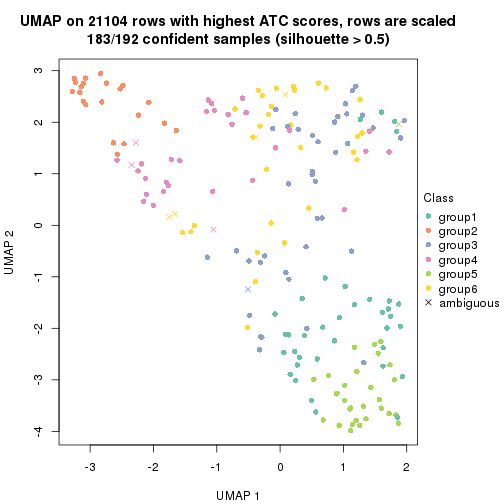 UMAP on 21104 rows with highest ATC scores, rows are scaled
183/192 confident samples (silhouette > 0.5)
3
2
1
0
-1
-2
-3
-4
UMAP 2
-3
-2
-1
0
1
2
UMAP 1
Class
group1
group2
group3
group4
group5
group6
ambiguous